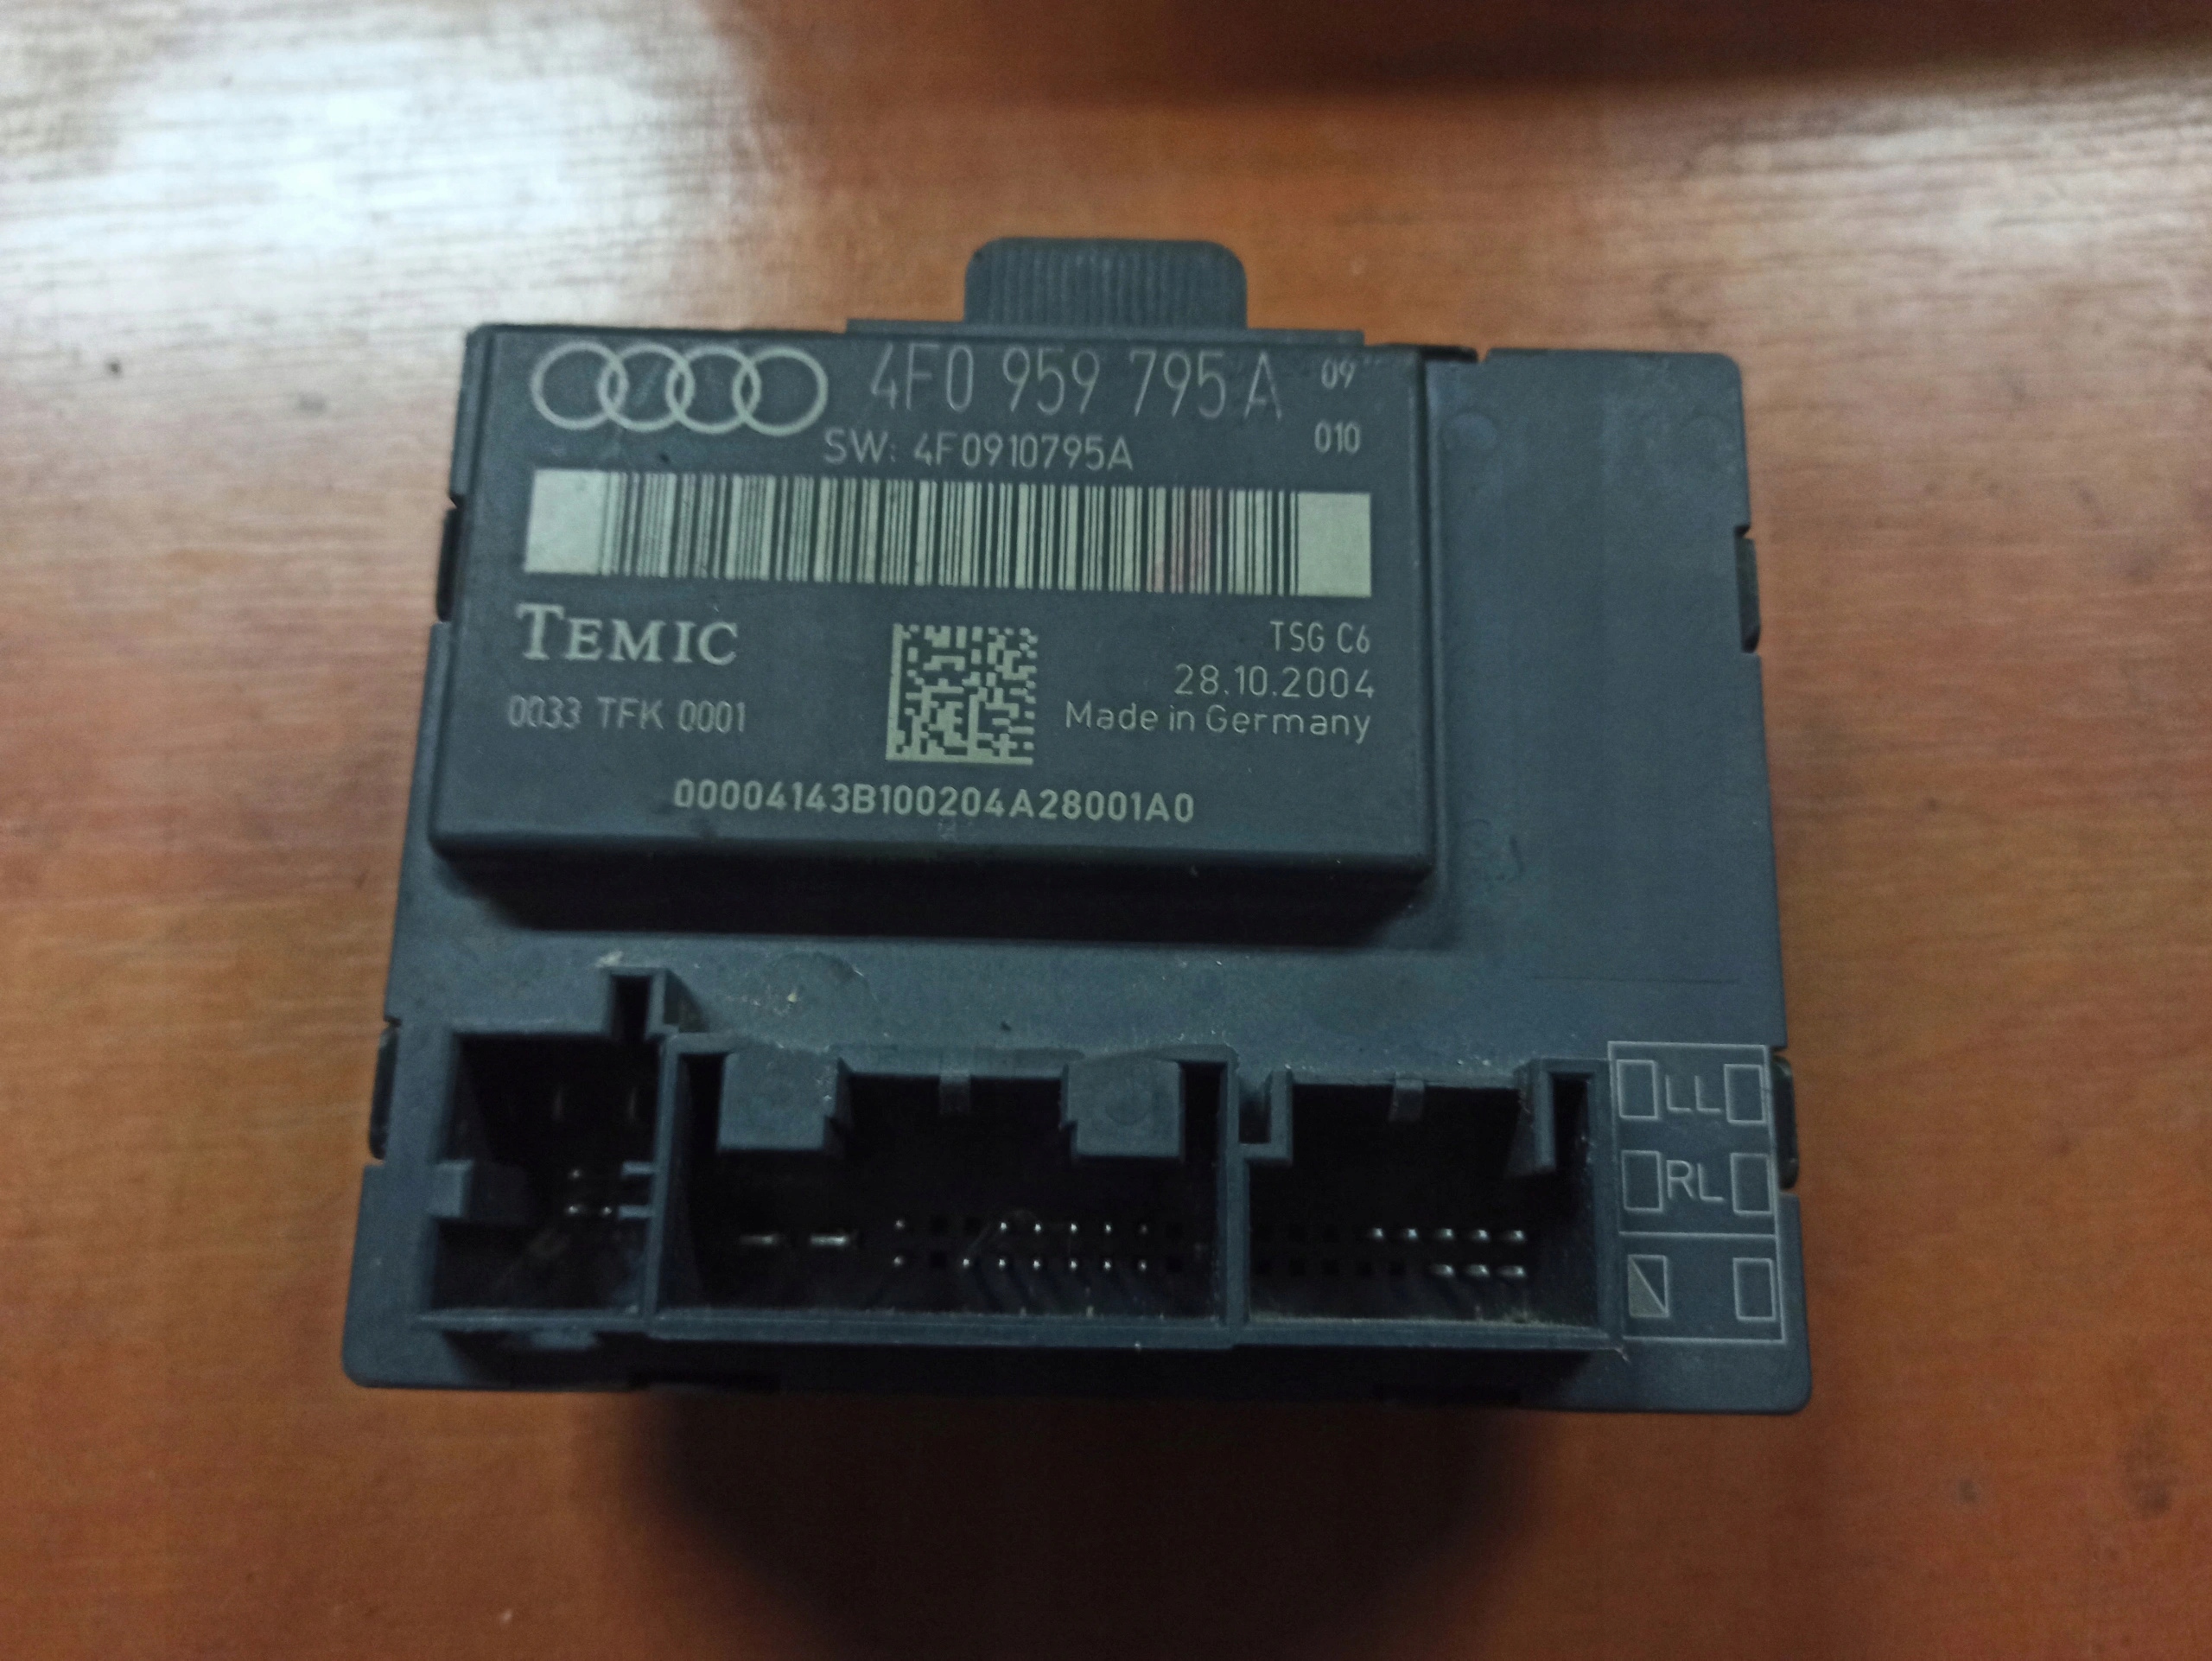 4F0 959 795 A 09
010
SW: 4F0910795A
TEMIC
TSG C6
28.10.2004
0033 TFK 0001
Made in Germany
00004143B100204A28001A0
LL
RL